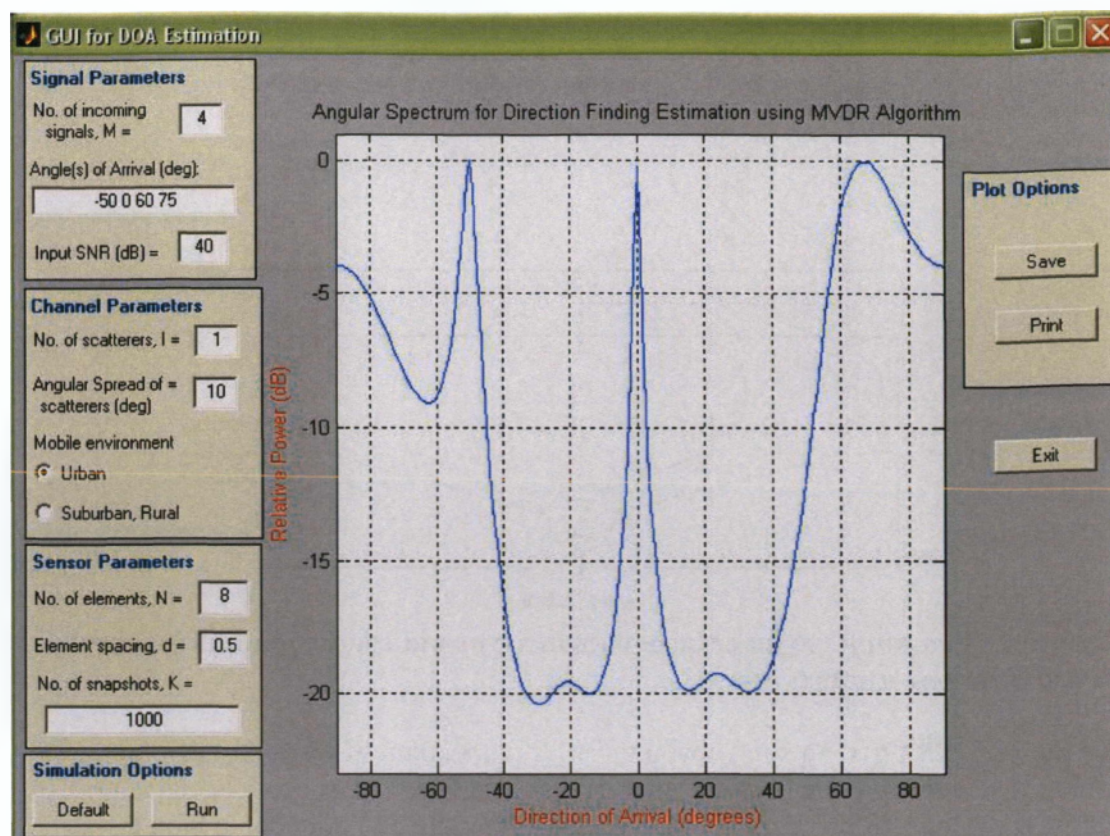 GUI for DOA Estimation
Signal Parameters
No. of incoming
signals, M =
4
Angle(s) of Arrival (deg):
-50 0 60 75
Input SNR (dB) =
40
Channel Parameters
No. of scatterers, I =
1
Angular Spread of =
scatterers (deg)
10
Mobile environment
Urban
Suburban, Rural
Sensor Parameters
No. of elements, N =
8
Element spacing, d =
0.5
No. of snapshots, K =
1000
Simulation Options
Default
Run
Angular Spectrum for Direction Finding Estimation using MVDR Algorithm
0
-5
-10
-15
-20
Relative Power (dB)
-80 -60 -40 -20 0 20 40 60 80
Direction of Arrival (degrees)
Plot Options
Save
Print
Exit